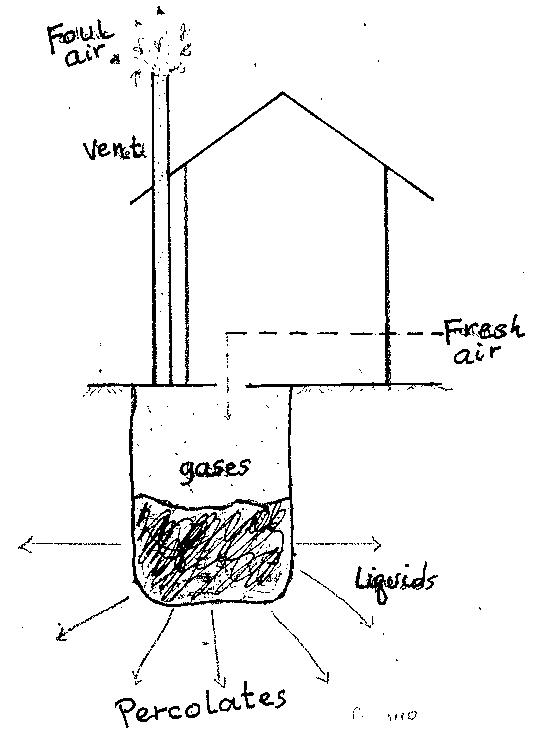 Foul
air
Vent
Fresh
air
gases
Liquids
Percolates